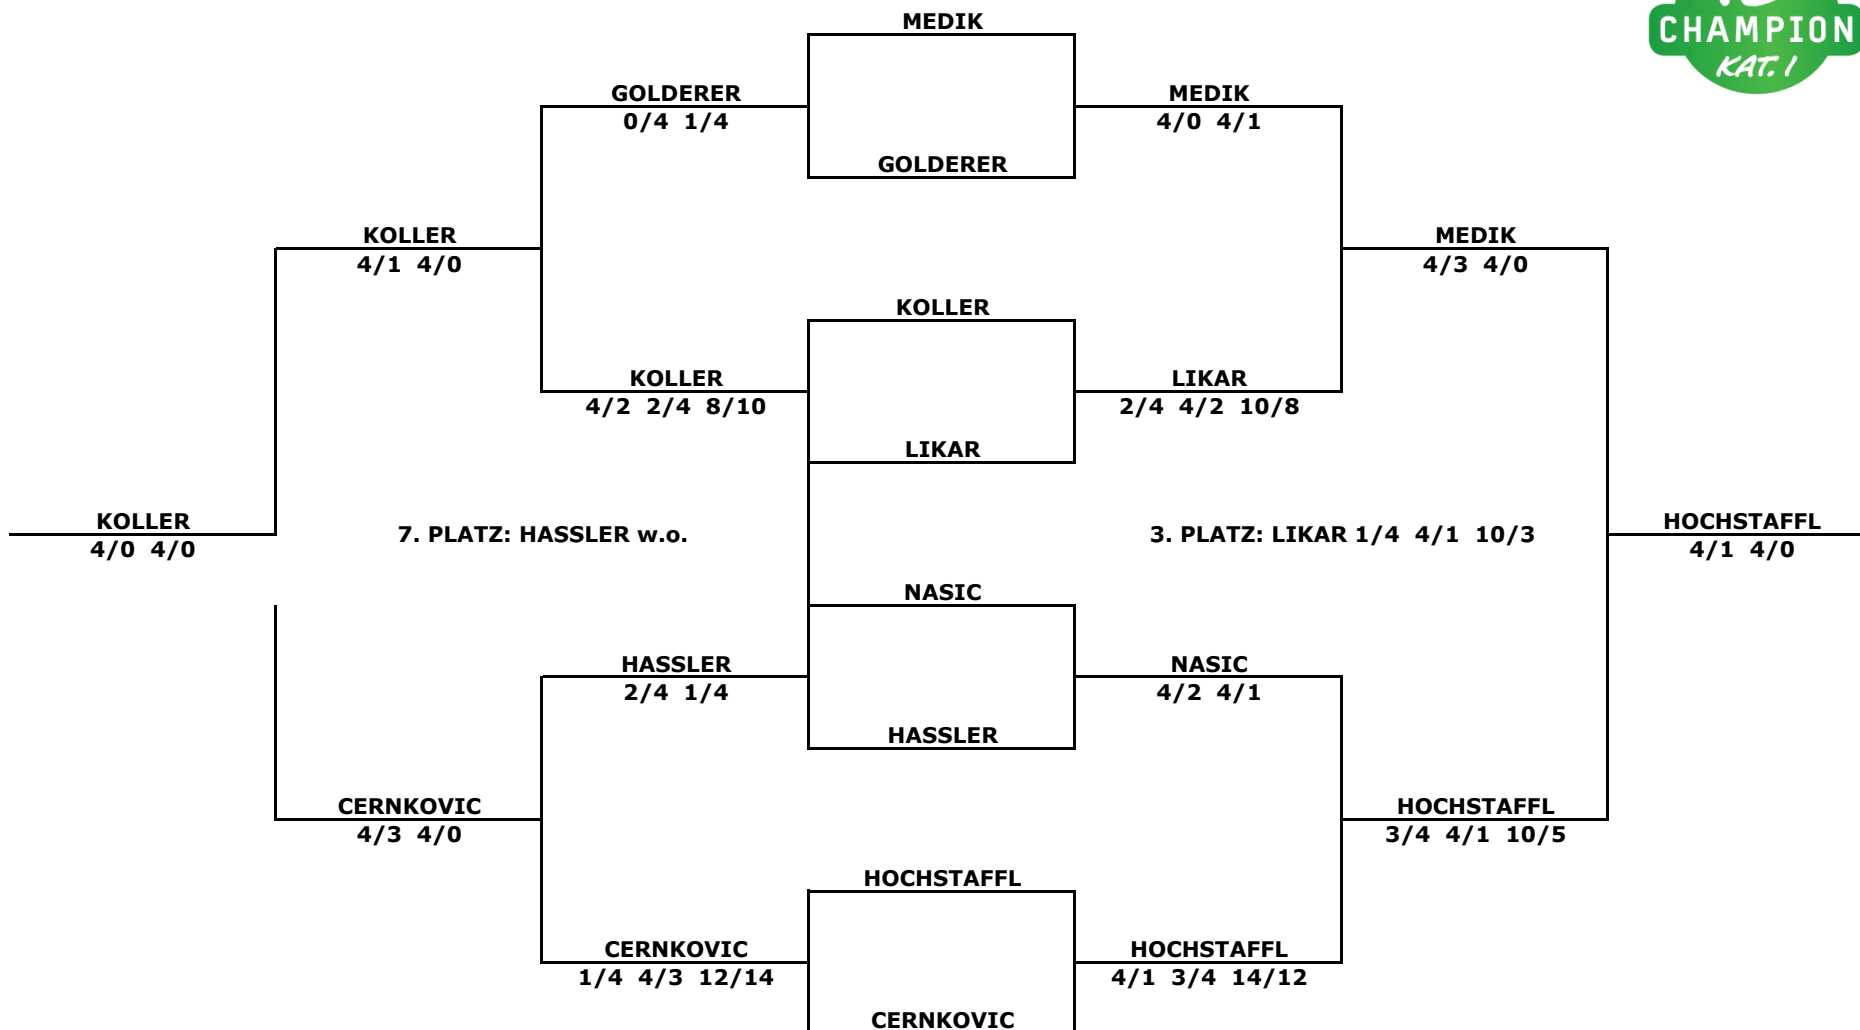 MEDIK
CHAMPION
KAT. I
GOLDERER
0/4 1/4
MEDIK
4/0 4/1
GOLDERER
KOLLER
4/1 4/0
MEDIK
4/3 4/0
KOLLER
KOLLER
4/2 2/4 8/10
LIKAR
2/4 4/2 10/8
LIKAR
KOLLER
4/0 4/0
7. PLATZ: HASSLER w.o.
3. PLATZ: LIKAR 1/4 4/1 10/3
HOCHSTAFFL
4/1 4/0
NASIC
HASSLER
2/4 1/4
NASIC
4/2 4/1
HASSLER
CERNKOVIC
4/3 4/0
HOCHSTAFFL
3/4 4/1 10/5
HOCHSTAFFL
CERNKOVIC
1/4 4/3 12/14
HOCHSTAFFL
4/1 3/4 14/12
CERNKOVIC